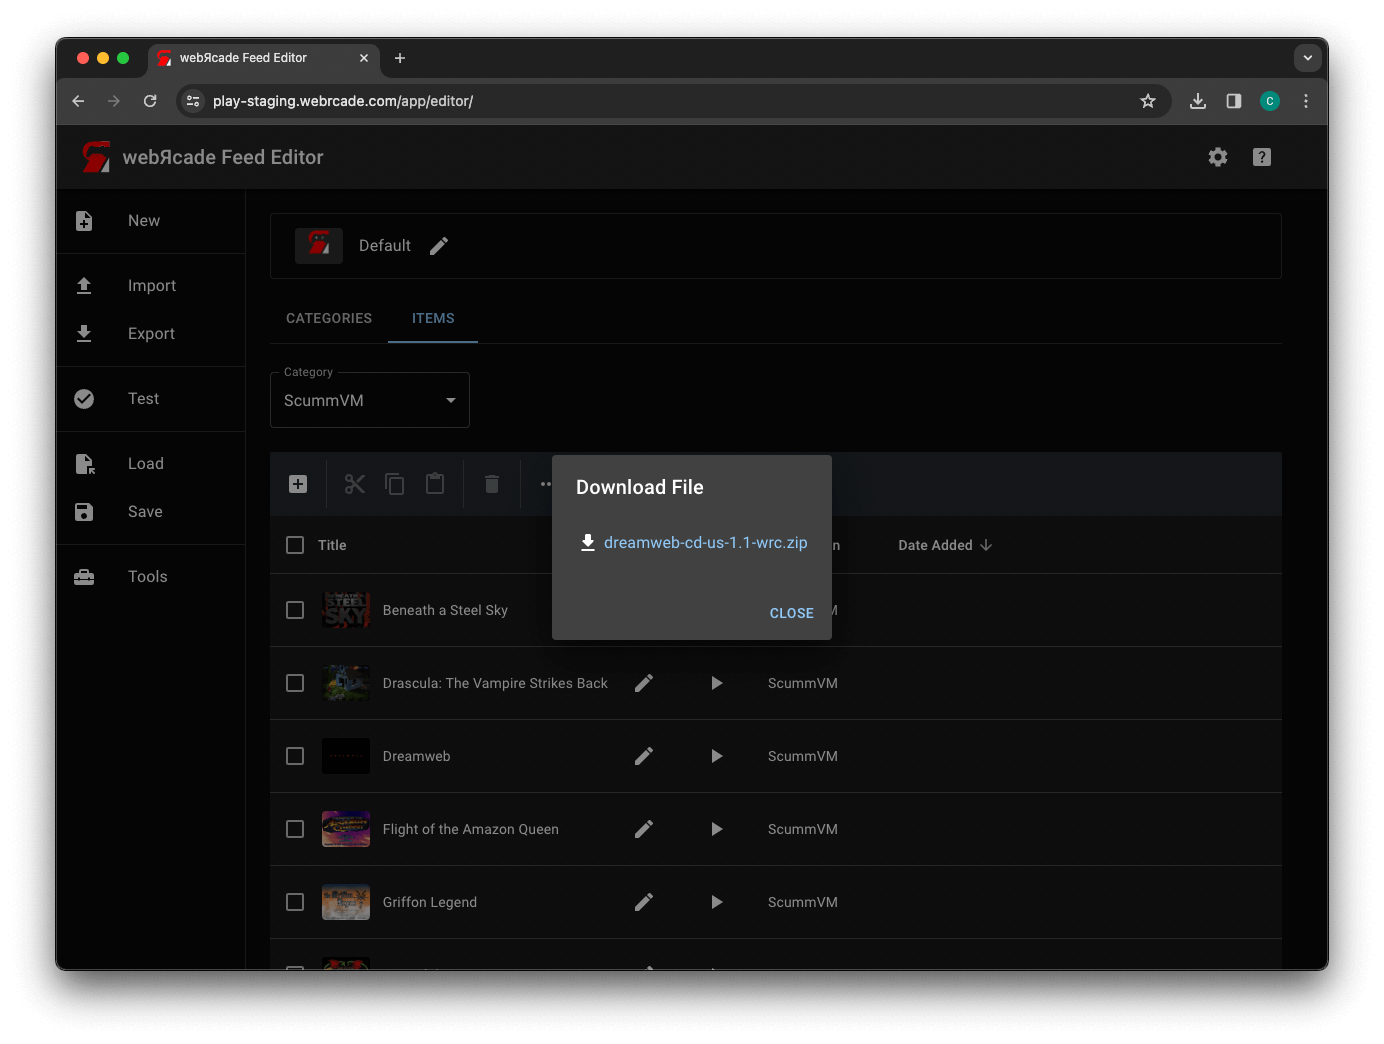 webЯcade Feed Editor
play-staging.webrcade.com/app/editor/
C
webЯcade Feed Editor
New
Default
Import
Export
CATEGORIES
ITEMS
Category
ScummVM
Test
Load
Save
Download File
dreamweb-cd-us-1.1-wrc.zip
CLOSE
Title
Date Added
Tools
Beneath a Steel Sky
Drascula: The Vampire Strikes Back
ScummVM
Dreamweb
ScummVM
Flight of the Amazon Queen
ScummVM
Griffon Legend
ScummVM